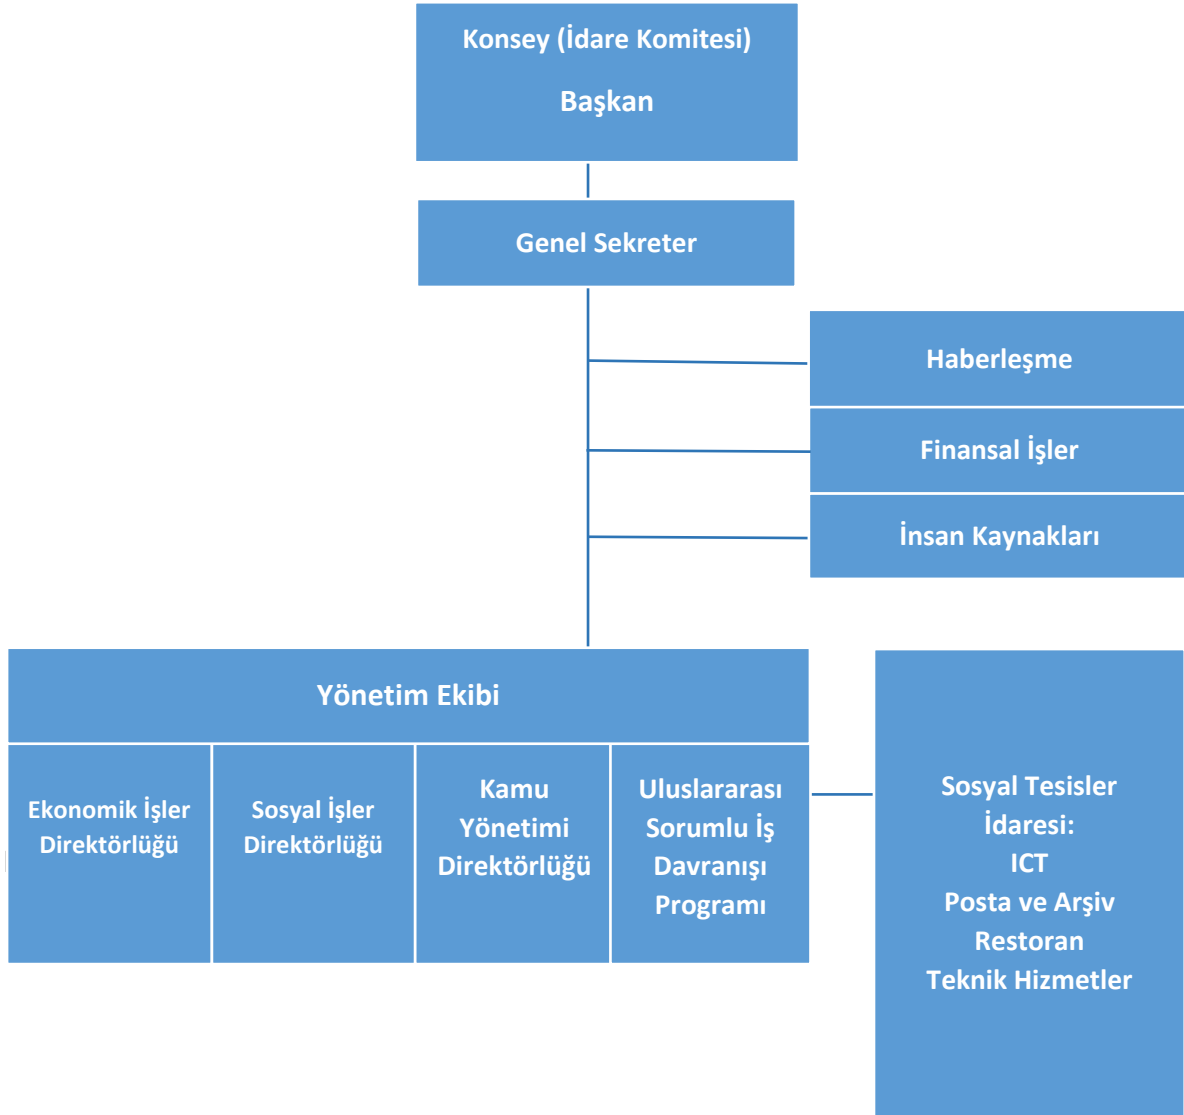 Konsey (İdare Komitesi)
Başkan
Genel Sekreter
Haberleşme
Finansal İşler
İnsan Kaynakları
Yönetim Ekibi
Ekonomik İşler
Direktörlüğü
Sosyal İşler
Direktörlüğü
Kamu
Yönetimi
Direktörlüğü
Uluslararası
Sorumlu İş
Davranışı
Programı
Sosyal Tesisler
İdaresi:
ICT
Posta ve Arşiv
Restoran
Teknik Hizmetler